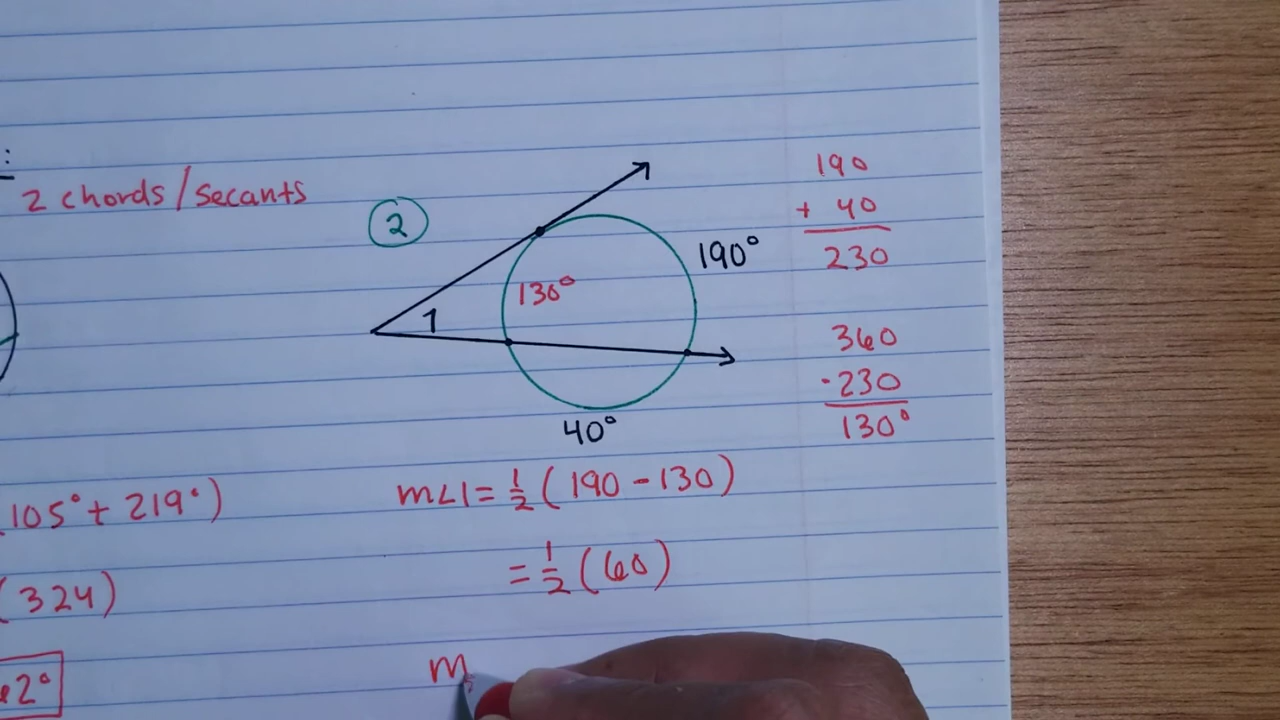 :
2 chords/secants
105° + 219°)
(324)
2°
2
190°
130°
1
40°
m∠1 = 1/2 (190 - 130)
= 1/2 (60)
m
190
+ 40
230
360
-230
130°